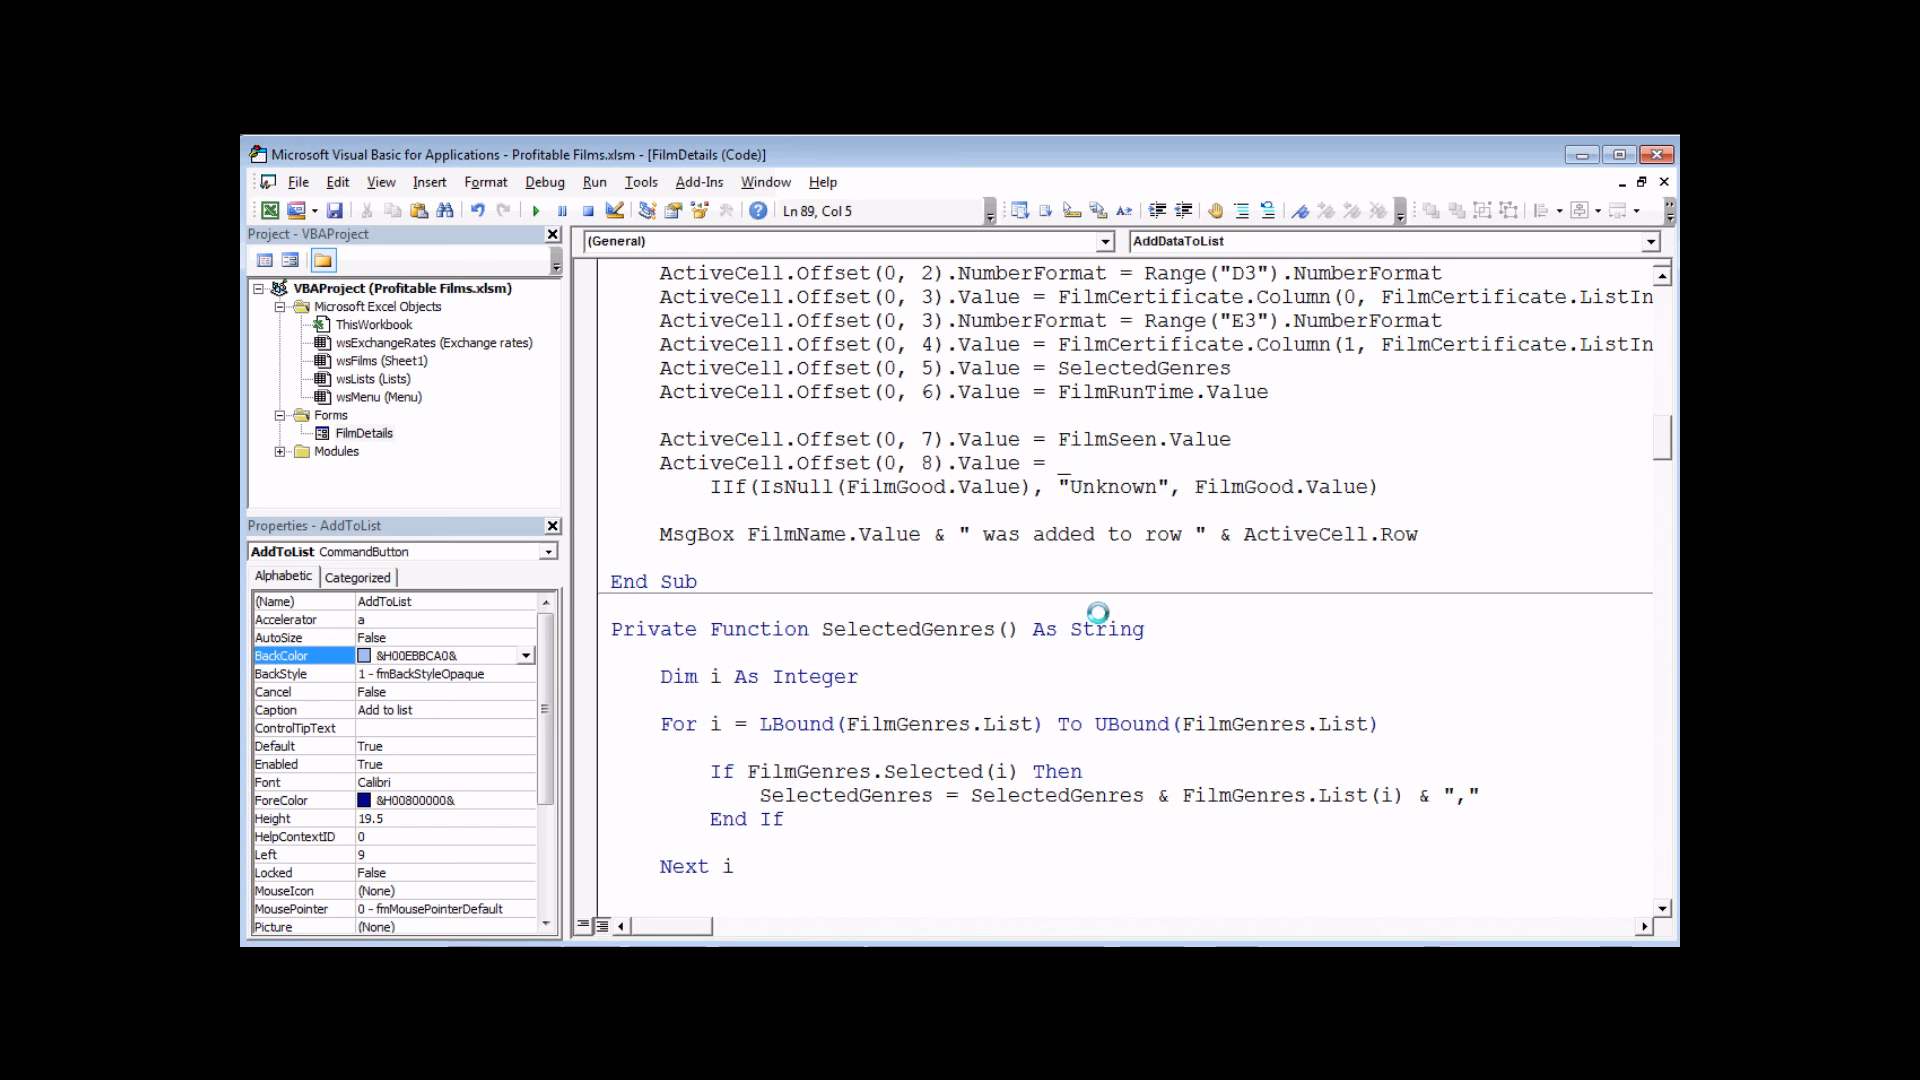 Microsoft Visual Basic for Applications - Profitable Films.xlsm - [FilmDetails (Code)]
File Edit View Insert Format Debug Run Tools Add-Ins Window Help
Ln 89, Col 5
Project - VBAProject
VBAProject (Profitable Films.xlsm)
Microsoft Excel Objects
ThisWorkbook
wsExchangeRates (Exchange rates)
wsFilms (Sheet1)
wsLists (Lists)
wsMenu (Menu)
Forms
FilmDetails
Modules
Properties - AddToList
AddToList CommandButton
Alphabetic Categorized
(Name) AddToList
Accelerator a
AutoSize False
BackColor &H00EBBCA0&
BackStyle 1 - fmBackStyleOpaque
Cancel False
Caption Add to list
ControlTipText
Default True
Enabled True
Font Calibri
ForeColor &H00800000&
Height 19.5
HelpContextID 0
Left 9
Locked False
MouseIcon (None)
MousePointer 0 - fmMousePointerDefault
Picture (None)
(General) AddDataToList
ActiveCell.Offset(0, 2).NumberFormat = Range("D3").NumberFormat
ActiveCell.Offset(0, 3).Value = FilmCertificate.Column(0, FilmCertificate.ListIn
ActiveCell.Offset(0, 3).NumberFormat = Range("E3").NumberFormat
ActiveCell.Offset(0, 4).Value = FilmCertificate.Column(1, FilmCertificate.ListIn
ActiveCell.Offset(0, 5).Value = SelectedGenres
ActiveCell.Offset(0, 6).Value = FilmRunTime.Value
ActiveCell.Offset(0, 7).Value = FilmSeen.Value
ActiveCell.Offset(0, 8).Value = _
IIf(IsNull(FilmGood.Value), "Unknown", FilmGood.Value)
MsgBox FilmName.Value & " was added to row " & ActiveCell.Row
End Sub
Private Function SelectedGenres() As String
Dim i As Integer
For i = LBound(FilmGenres.List) To UBound(FilmGenres.List)
If FilmGenres.Selected(i) Then
SelectedGenres = SelectedGenres & FilmGenres.List(i) & ","
End If
Next i